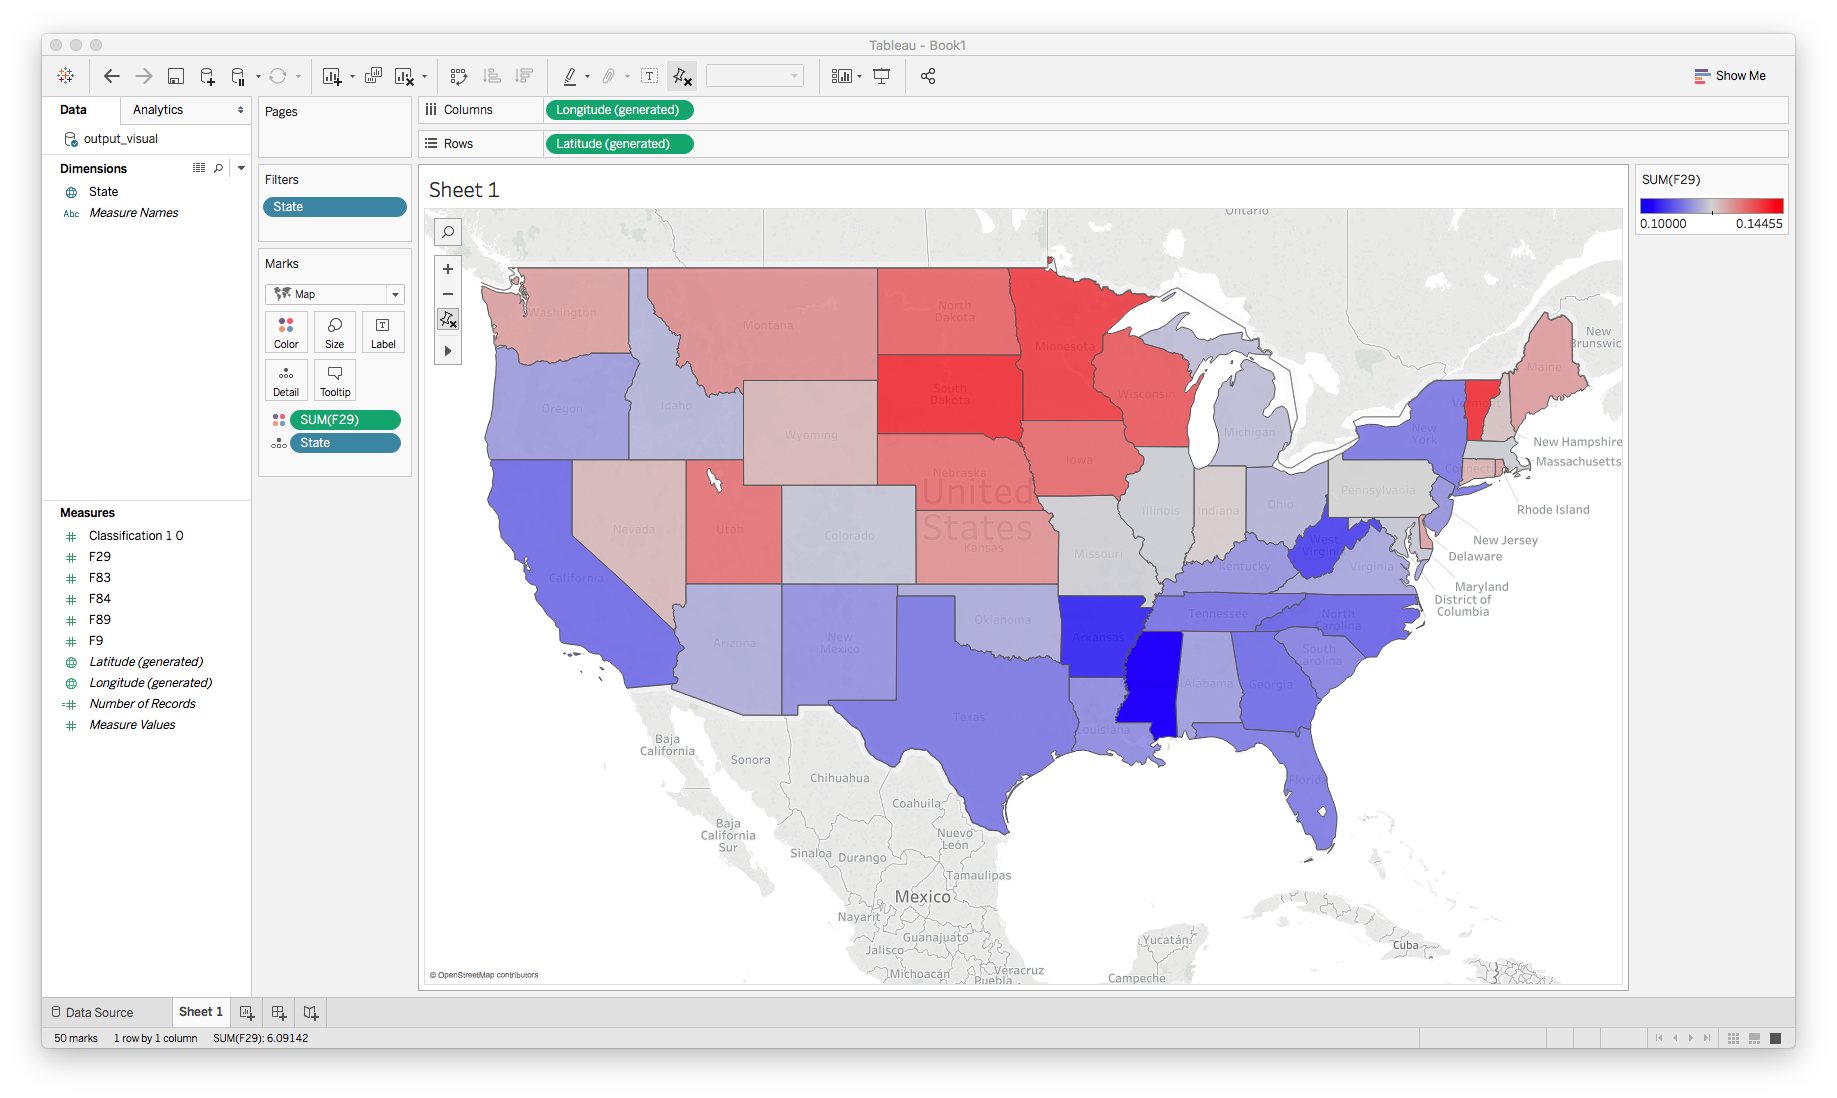 Tableau - Book1
Show Me
Data
Analytics
output_visual
Dimensions
State
Abc Measure Names
Measures
Classification 1 0
F29
F83
F84
F89
F9
Latitude (generated)
Longitude (generated)
Number of Records
Measure Values
Pages
Filters
State
Marks
Map
Color
Size
Label
Detail
Tooltip
SUM(F29)
State
Columns
Longitude (generated)
Rows
Latitude (generated)
Sheet 1
Ontario
Washington
Montana
North
Dakota
Minnesota
South
Dakota
Wisconsin
Michigan
Oregon
Idaho
Wyoming
Iowa
Nebraska
United
States
Nevada
Utah
Colorado
Kansas
Missouri
Illinois
Indiana
Ohio
Pennsylvania
New
York
Vermont
Maine
New
Brunswic
New Hampshire
Massachusetts
Connecti
Rhode Island
New Jersey
Delaware
Maryland
District of
Columbia
West
Virginia
Virginia
Kentucky
Tennessee
North
Carolina
South
Carolina
California
Arizona
New
Mexico
Oklahoma
Arkansas
Texas
Louisiana
Alabama
Georgia
Florida
Baja
California
Sonora
Chihuahua
Coahuila
Baja
California
Sur
Nuevo
León
Sinaloa
Durango
Tamaulipas
Mexico
Nayarit
Guanajuato
Jalisco
Michoacán
Veracruz
Puebla
Yucatán
Campeche
Cuba
© OpenStreetMap contributors
SUM(F29)
0.10000
0.14455
Data Source
Sheet 1
50 marks
1 row by 1 column
SUM(F29): 6.09142